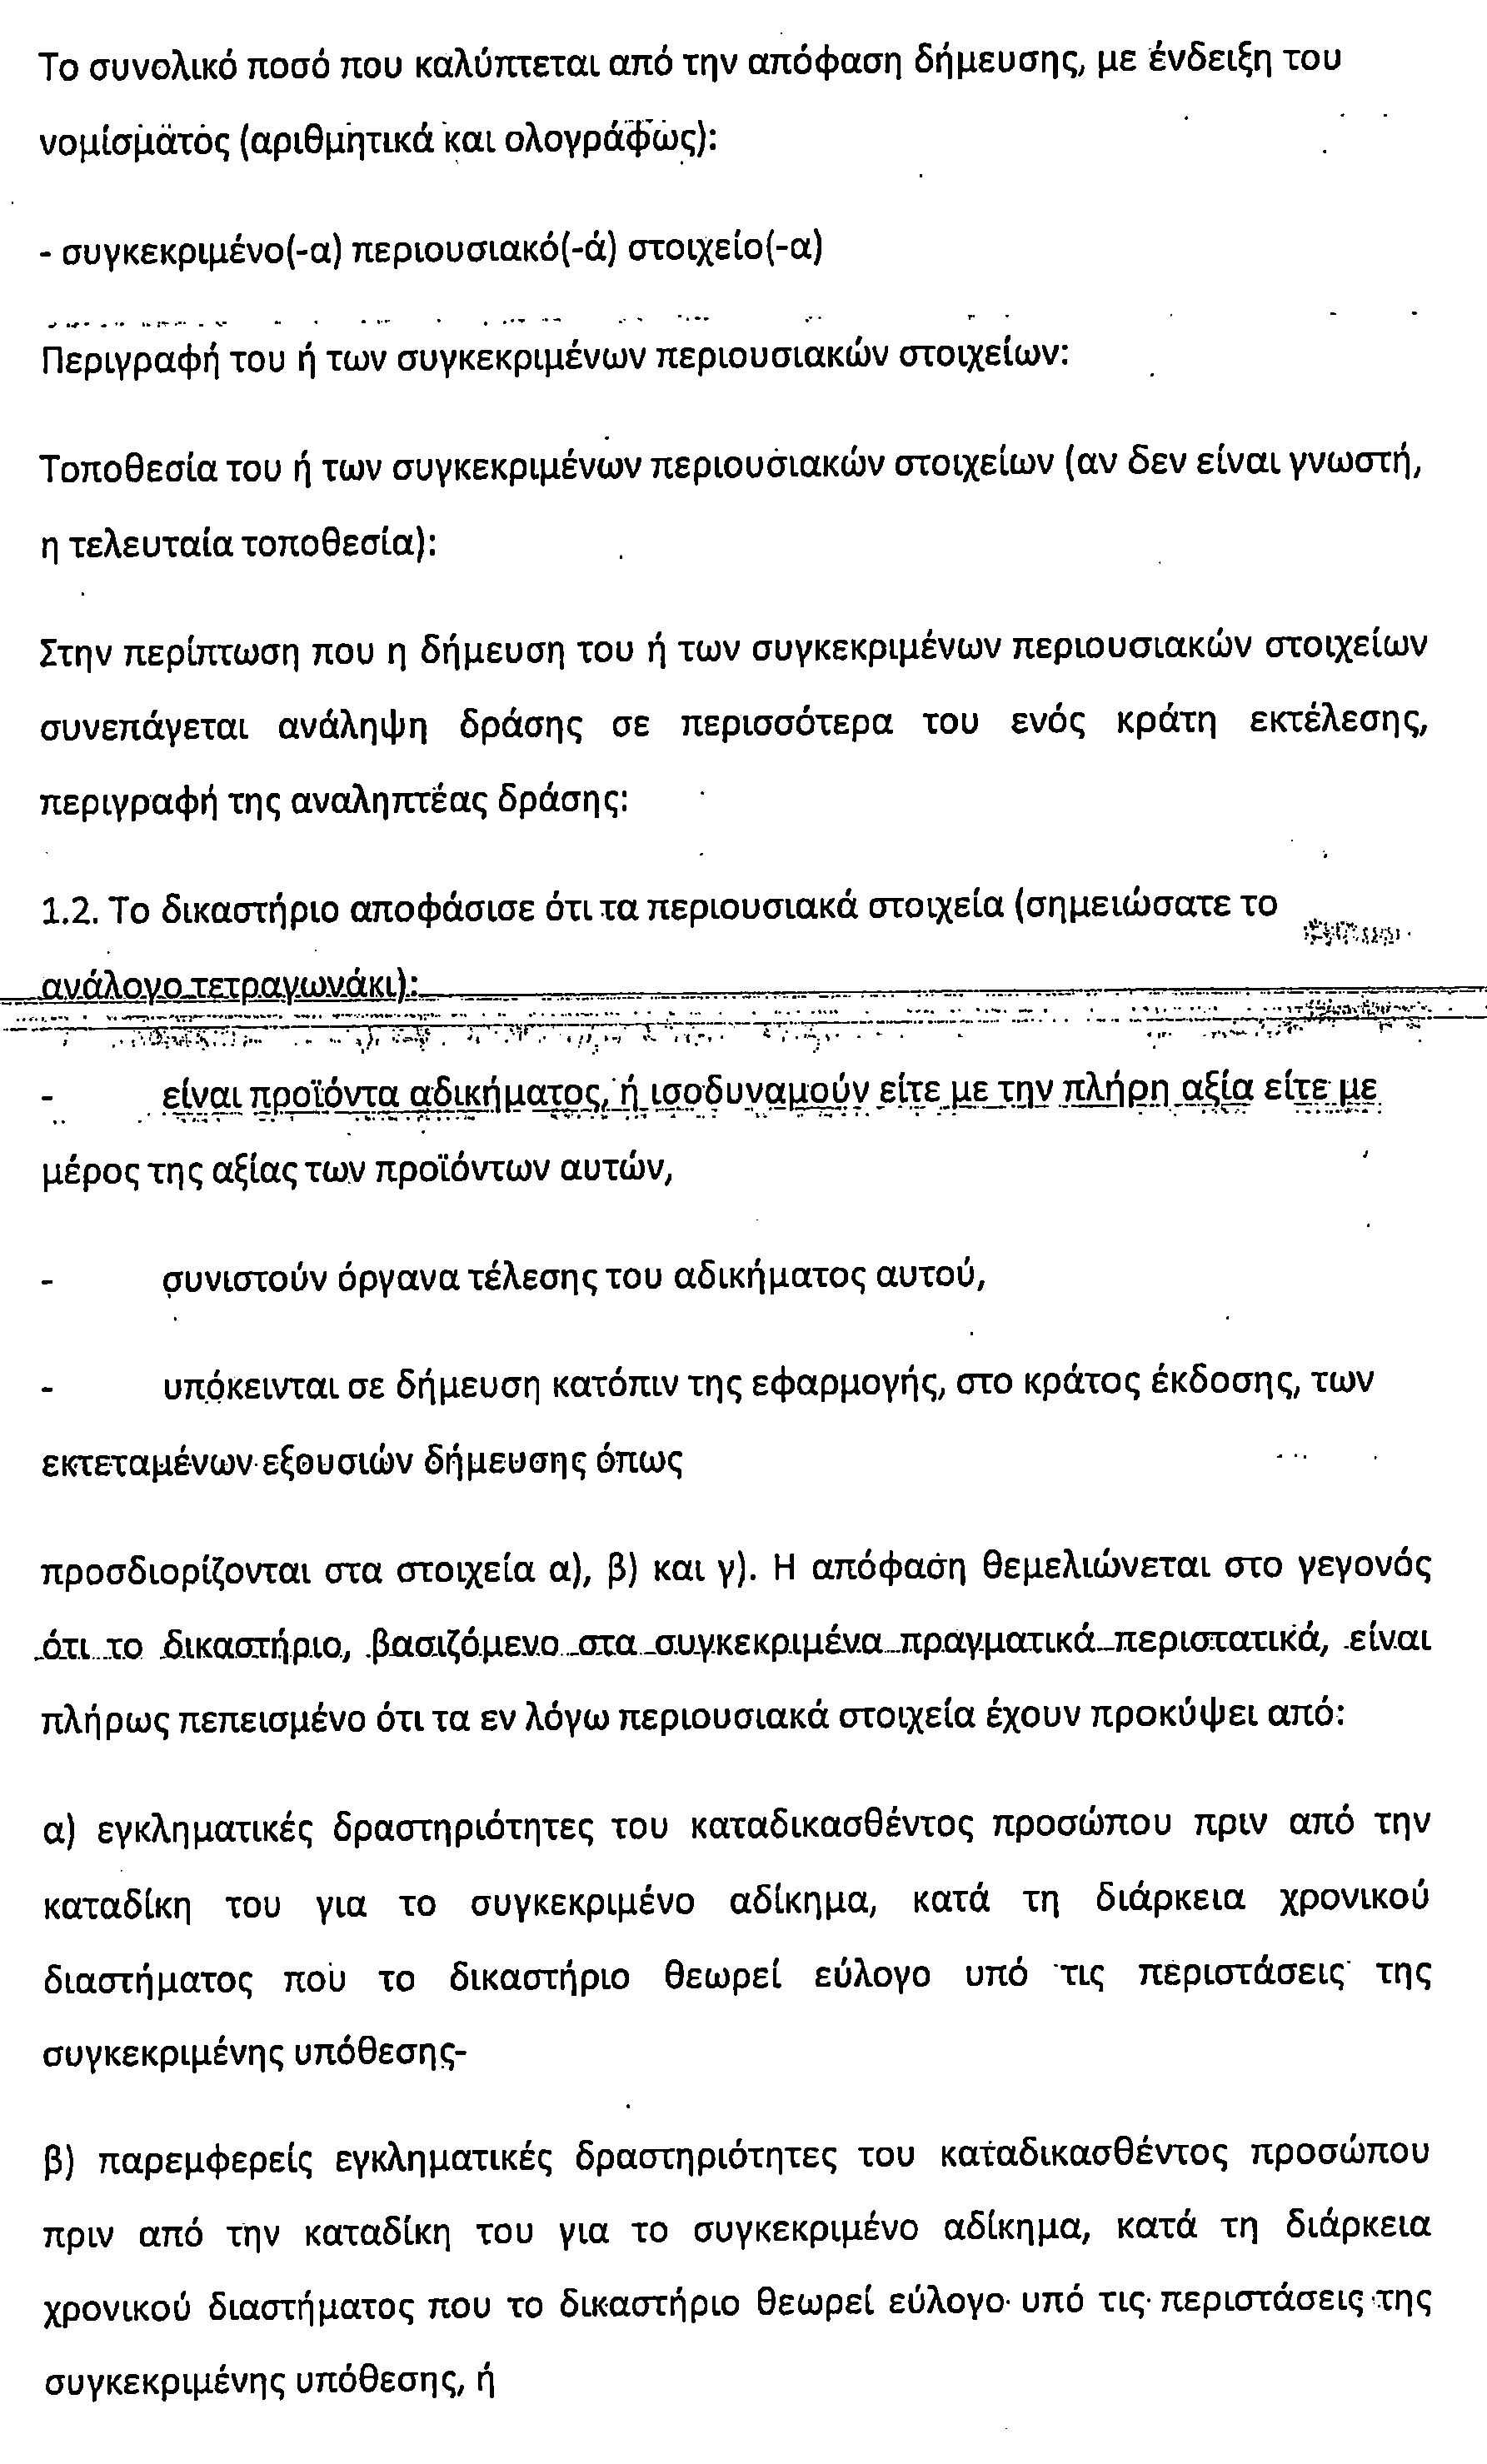 Το συνολικό ποσό που καλύπτεται από την απόφαση δήμευσης, με ένδειξη του
νομίσματος (αριθμητικά και ολογράφως):
- συγκεκριμένο(-α) περιουσιακό(-ά) στοιχείο(-α)
Περιγραφή του ή των συγκεκριμένων περιουσιακών στοιχείων:
Τοποθεσία του ή των συγκεκριμένων περιουσιακών στοιχείων (αν δεν είναι γνωστή,
η τελευταία τοποθεσία):
Στην περίπτωση που η δήμευση του ή των συγκεκριμένων περιουσιακών στοιχείων
συνεπάγεται ανάληψη δράσης σε περισσότερα του ενός κράτη εκτέλεσης,
περιγραφή της αναληπτέας δράσης:
1.2. Το δικαστήριο αποφάσισε ότι τα περιουσιακά στοιχεία (σημειώσατε το
ανάλογο τετραγωνάκι):
- είναι προϊόντα αδικήματος, ή ισοδυναμούν είτε με την πλήρη αξία είτε με
μέρος της αξίας των προϊόντων αυτών,
- συνιστούν όργανα τέλεσης του αδικήματος αυτού,
- υπόκεινται σε δήμευση κατόπιν της εφαρμογής, στο κράτος έκδοσης, των
εκτεταμένων εξουσιών δήμευσης όπως
προσδιορίζονται στα στοιχεία α), β) και γ). Η απόφαση θεμελιώνεται στο γεγονός
ότι το δικαστήριο, βασιζόμενο στα συγκεκριμένα πραγματικά περιστατικά, είναι
πλήρως πεπεισμένο ότι τα εν λόγω περιουσιακά στοιχεία έχουν προκύψει από:
α) εγκληματικές δραστηριότητες του καταδικασθέντος προσώπου πριν από την
καταδίκη του για το συγκεκριμένο αδίκημα, κατά τη διάρκεια χρονικού
διαστήματος που το δικαστήριο θεωρεί εύλογο υπό τις περιστάσεις της
συγκεκριμένης υπόθεσης-
β) παρεμφερείς εγκληματικές δραστηριότητες του καταδικασθέντος προσώπου
πριν από την καταδίκη του για το συγκεκριμένο αδίκημα, κατά τη διάρκεια
χρονικού διαστήματος που το δικαστήριο θεωρεί εύλογο υπό τις περιστάσεις της
συγκεκριμένης υπόθεσης, ή